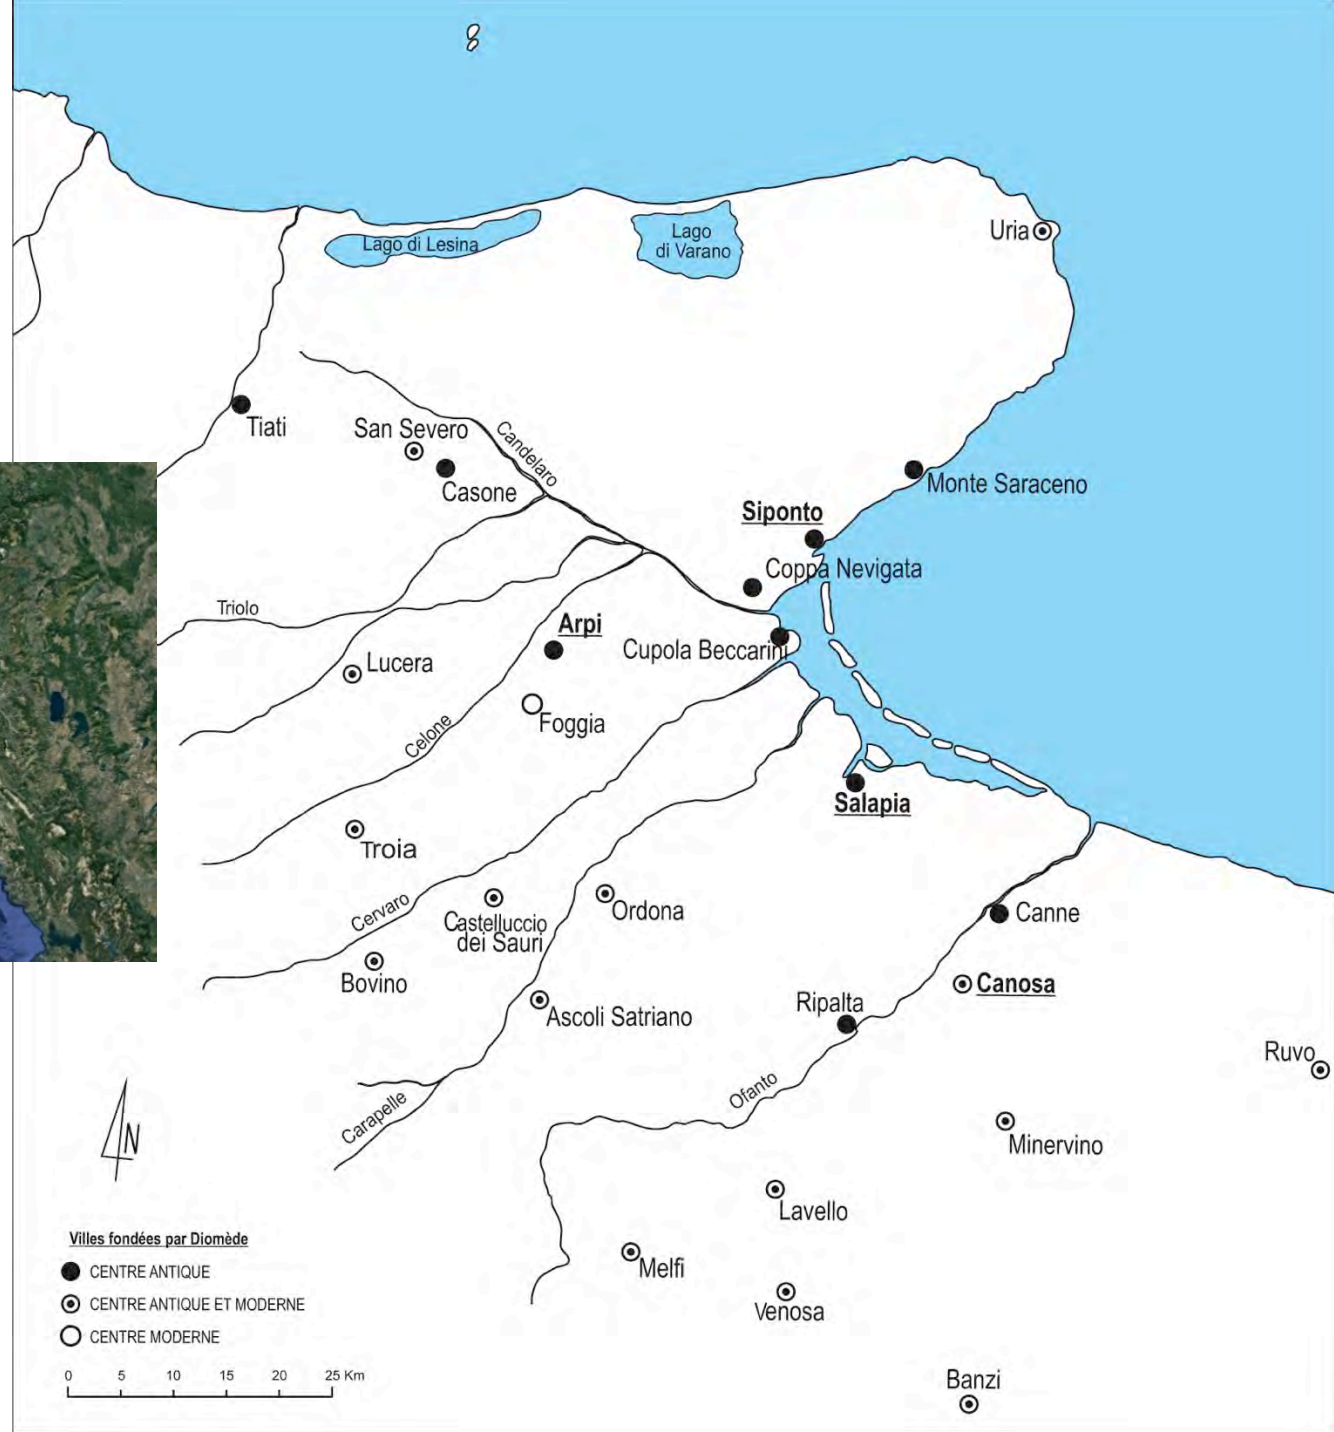 Lago di Lesina
Lago
di Varano
Uria
Tiati
San Severo
Casone
Candelaro
Monte Saraceno
Siponto
Coppa Nevigata
Triolo
Arpi
Cupola Beccarini
Lucera
Foggia
Celone
Salapia
Troia
Cervaro
Castelluccio
dei Sauri
Ordona
Canne
Bovino
Canosa
Ripalta
Ascoli Satriano
Ruvo
Ofanto
Carapelle
N
Minervino
Lavello
Melfi
Venosa
Banzi
Villes fondées par Diomède
CENTRE ANTIQUE
CENTRE ANTIQUE ET MODERNE
CENTRE MODERNE
0 5 10 15 20 25 Km